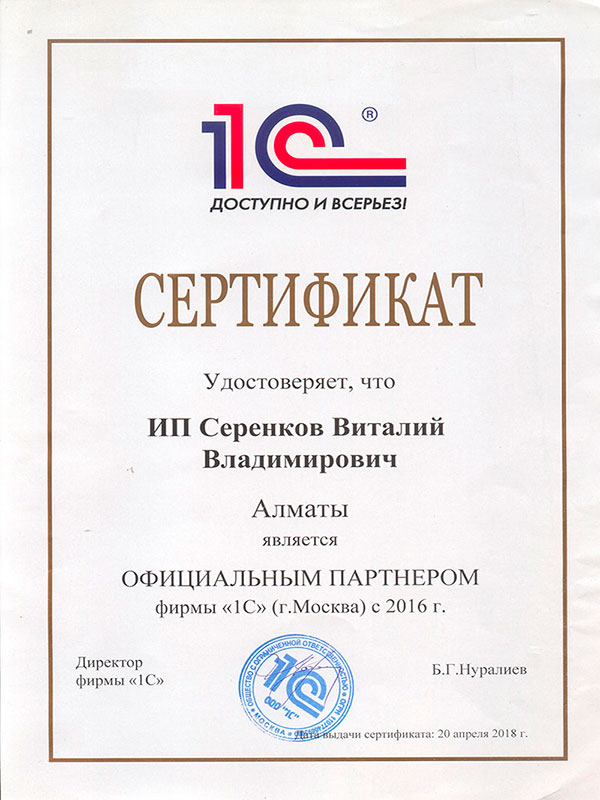 1С®
ДОСТУПНО И ВСЕРЬЕЗ!
СЕРТИФИКАТ
Удостоверяет, что
ИП Серенков Виталий
Владимирович
Алматы
является
ОФИЦИАЛЬНЫМ ПАРТНЕРОМ
фирмы «1С» (г.Москва) с 2016 г.
Директор
фирмы «1С»
ОБЩЕСТВО С ОГРАНИЧЕННОЙ ОТВЕТСТВЕННОСТЬЮ
ОГРН
1С
ООО "1С"
МОСКВА
Б.Г.Нуралиев
Дата выдачи сертификата: 20 апреля 2018 г.